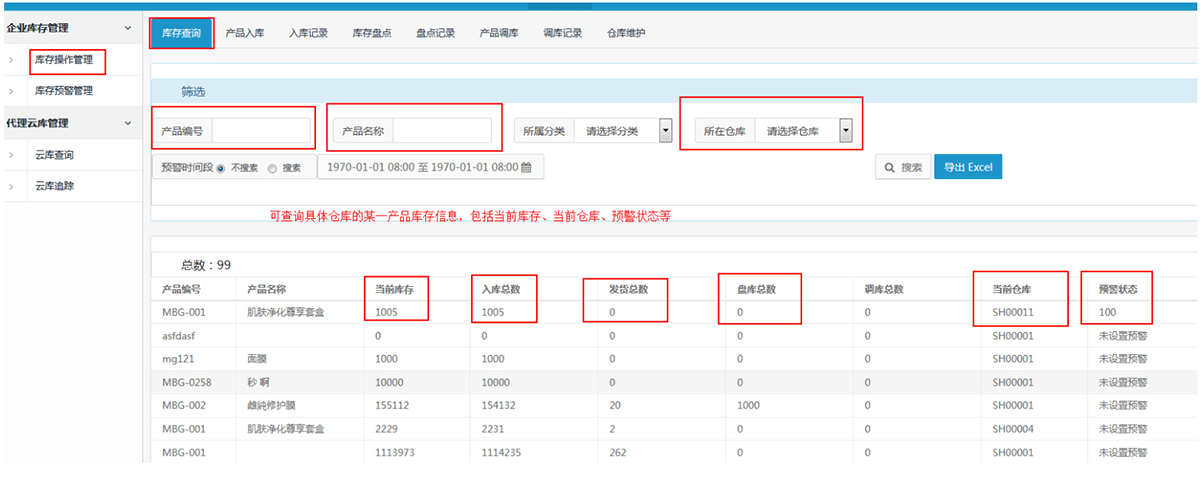 企业库存管理
库存操作管理
库存预警管理
代理云库管理
云库查询
云库追踪
库存查询 产品入库 入库记录 库存盘点 盘点记录 产品调库 调库记录 仓库维护
筛选
产品编号 产品名称 所属分类 请选择分类 所在仓库 请选择仓库
预警时间段 不搜索 搜索 1970-01-01 08:00 至 1970-01-01 08:00 搜索 导出 Excel
可查询具体仓库的某一产品库存信息，包括当前库存、当前仓库、预警状态等
总数：99
产品编号 产品名称 当前库存 入库总数 发货总数 盘库总数 调库总数 当前仓库 预警状态
MBG-001 肌肤净化尊享套盒 1005 1005 0 0 0 SH00011 100
asfdasf 0 0 0 0 0 SH00001 未设置预警
mg121 面膜 1000 1000 0 0 0 SH00001 未设置预警
MBG-0258 秒 啊 10000 10000 0 0 0 SH00001 未设置预警
MBG-002 雌純修护膜 155112 154132 20 1000 0 SH00001 未设置预警
MBG-001 肌肤净化尊享套盒 2229 2231 2 0 0 SH00004 未设置预警
MBG-001 1113973 1114235 262 0 0 SH00001 未设置预警